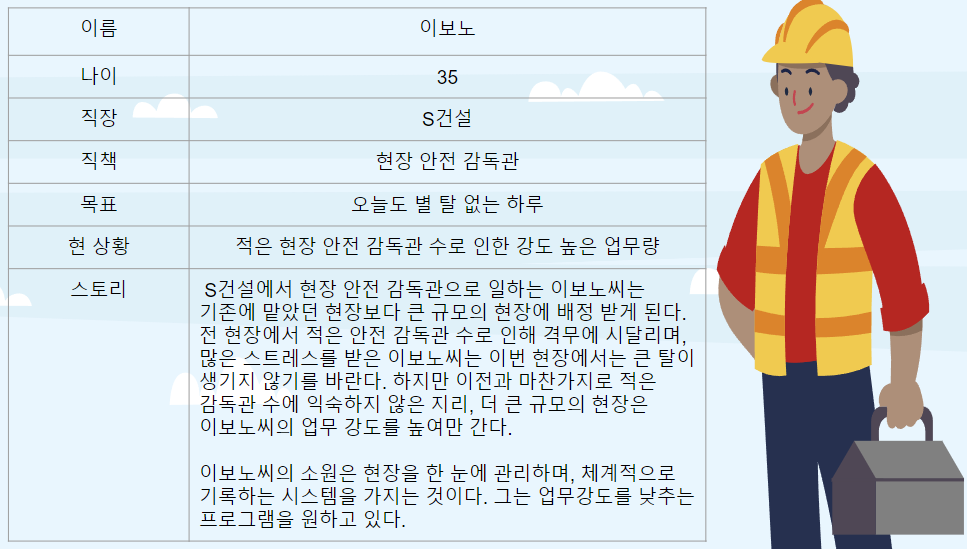 이름 이보노
나이 35
직장 S건설
직책 현장 안전 감독관
목표 오늘도 별 탈 없는 하루
현 상황 적은 현장 안전 감독관 수로 인한 강도 높은 업무량
스토리 S건설에서 현장 안전 감독관으로 일하는 이보노씨는
기존에 맡았던 현장보다 큰 규모의 현장에 배정 받게 된다.
전 현장에서 적은 안전 감독관 수로 인해 격무에 시달리며,
많은 스트레스를 받은 이보노씨는 이번 현장에서는 큰 탈이
생기지 않기를 바란다. 하지만 이전과 마찬가지로 적은
감독관 수에 익숙하지 않은 지리, 더 큰 규모의 현장은
이보노씨의 업무 강도를 높여만 간다.
이보노씨의 소원은 현장을 한 눈에 관리하며, 체계적으로
기록하는 시스템을 가지는 것이다. 그는 업무강도를 낮추는
프로그램을 원하고 있다.